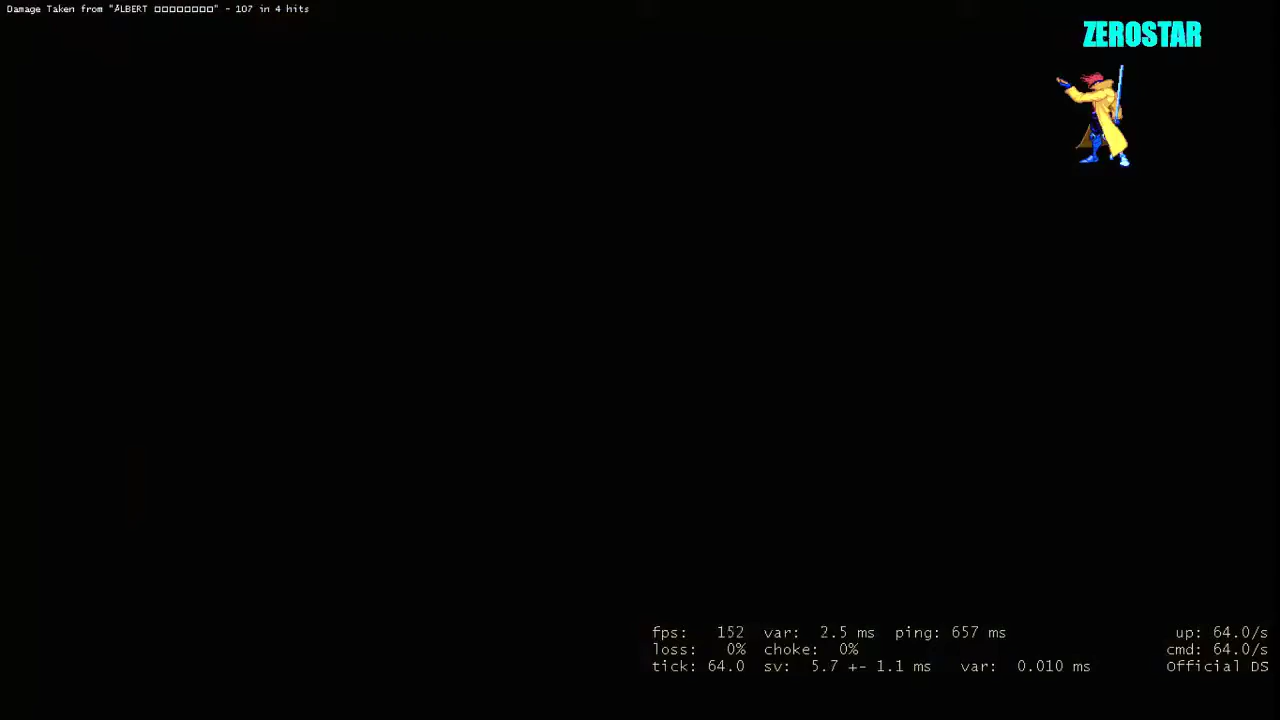 Damage Taken from "ÁLBERT □□□□□□□□" - 107 in 4 hits
ZEROSTAR
fps: 152 var: 2.5 ms ping: 657 ms up: 64.0/s
loss: 0% choke: 0% cmd: 64.0/s
tick: 64.0 sv: 5.7 +- 1.1 ms var: 0.010 ms Official DS